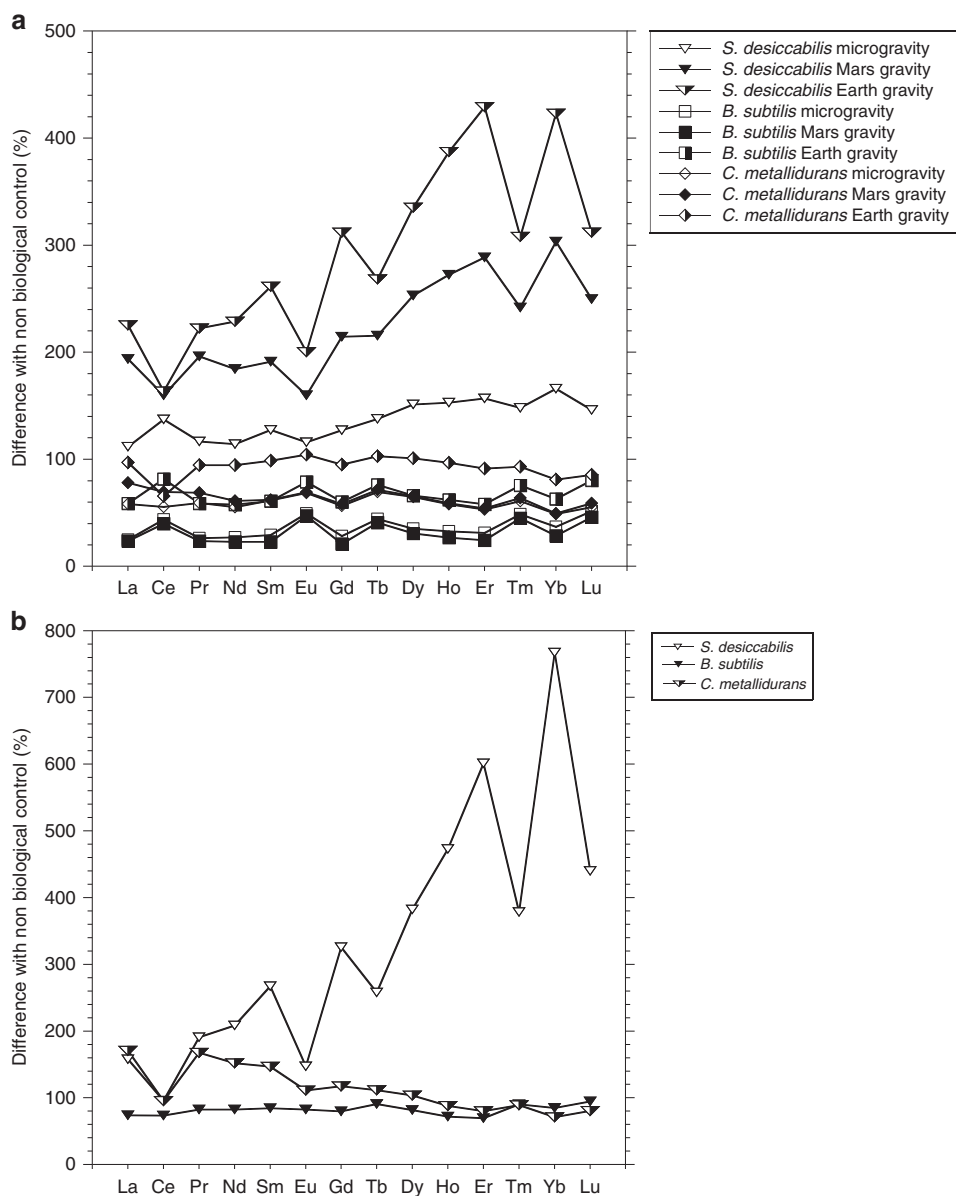 a
500
400
300
200
100
0
Difference with non biological control (%)
La Ce Pr Nd Sm Eu Gd Tb Dy Ho Er Tm Yb Lu
S. desiccabilis microgravity
S. desiccabilis Mars gravity
S. desiccabilis Earth gravity
B. subtilis microgravity
B. subtilis Mars gravity
B. subtilis Earth gravity
C. metallidurans microgravity
C. metallidurans Mars gravity
C. metallidurans Earth gravity
b
800
700
600
500
400
300
200
100
0
Difference with non biological control (%)
La Ce Pr Nd Sm Eu Gd Tb Dy Ho Er Tm Yb Lu
S. desiccabilis
B. subtilis
C. metallidurans